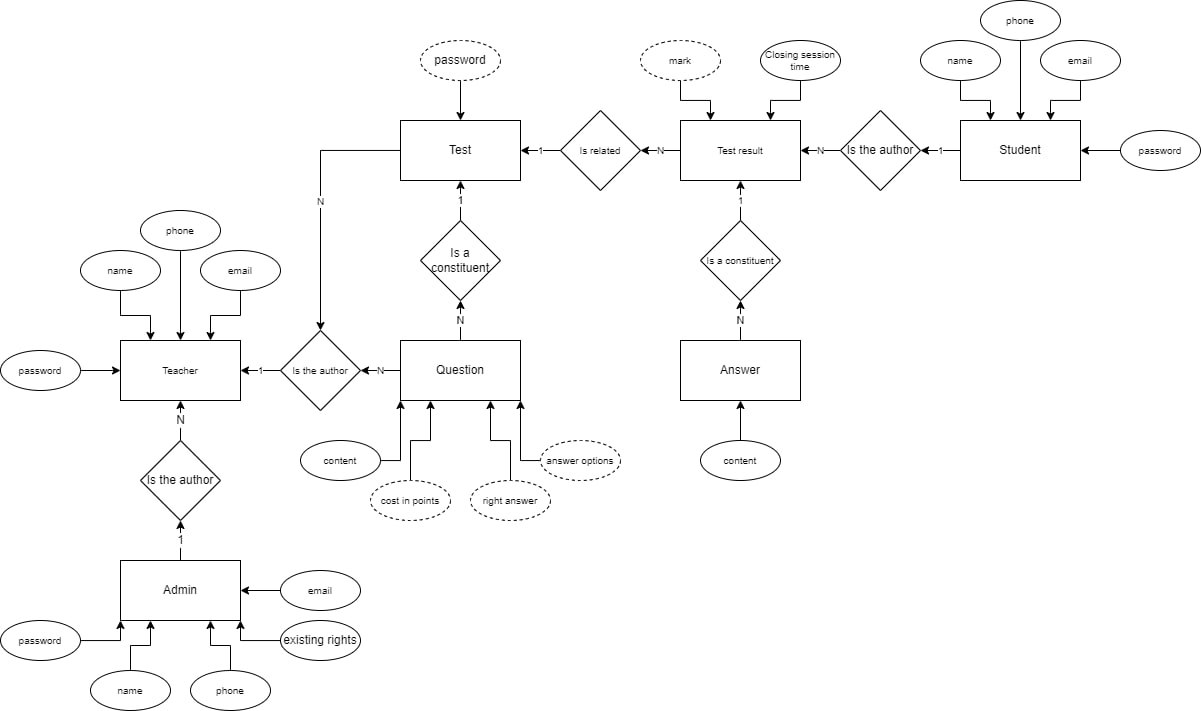 phone
password
mark
Closing session
time
name
email
Test
1
Is related
N
Test result
N
Is the author
1
Student
password
N
1
1
phone
name
email
Is a
constituent
Is a constituent
N
N
password
Teacher
1
Is the author
N
Question
Answer
N
content
answer options
content
Is the author
cost in points
right answer
1
Admin
email
password
existing rights
name
phone